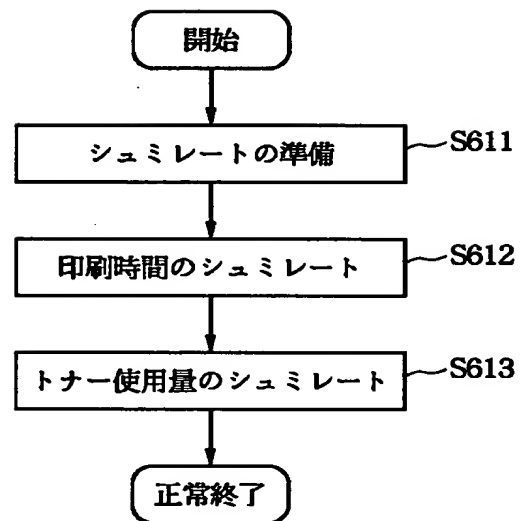 開始
シュミレートの準備 S611
印刷時間のシュミレート S612
トナー使用量のシュミレート S613
正常終了